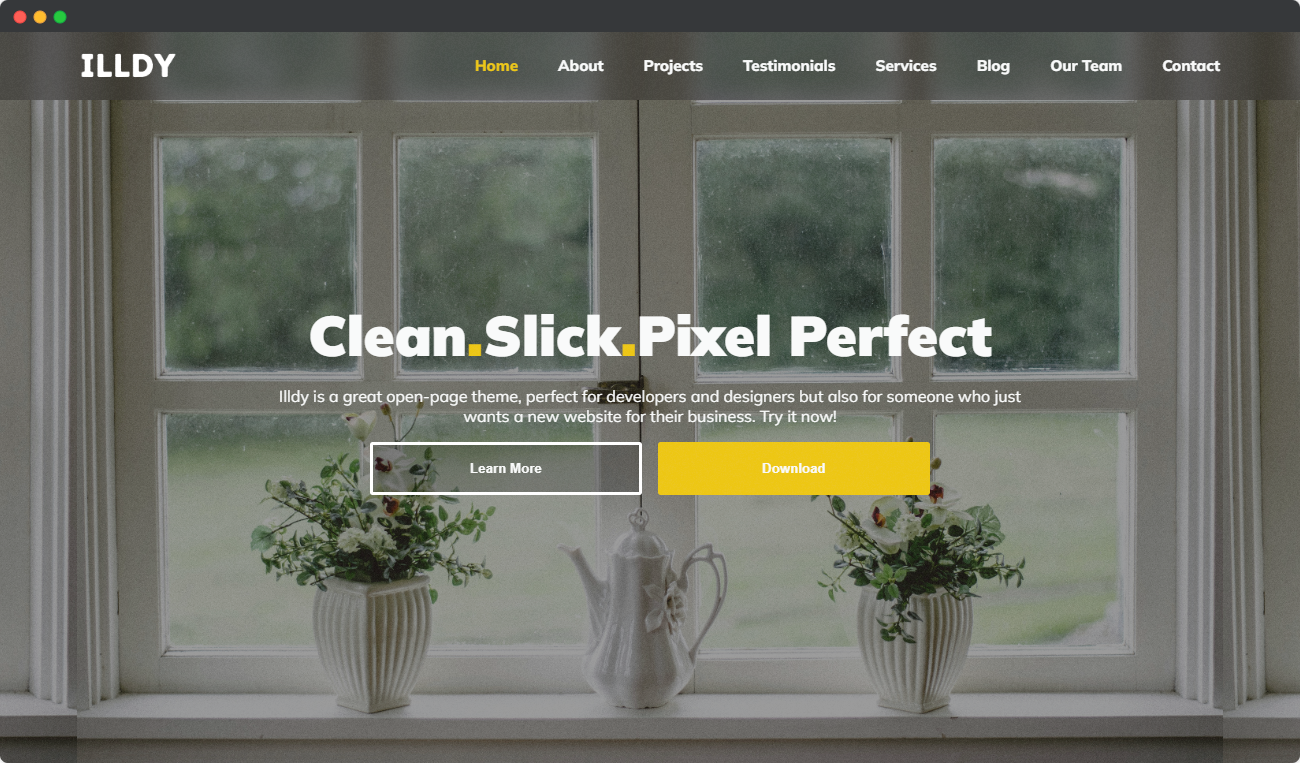 ILLDY
Home About Projects Testimonials Services Blog Our Team Contact
Clean.Slick.Pixel Perfect
Illdy is a great open-page theme, perfect for developers and designers but also for someone who just
wants a new website for their business. Try it now!
Learn More
Download